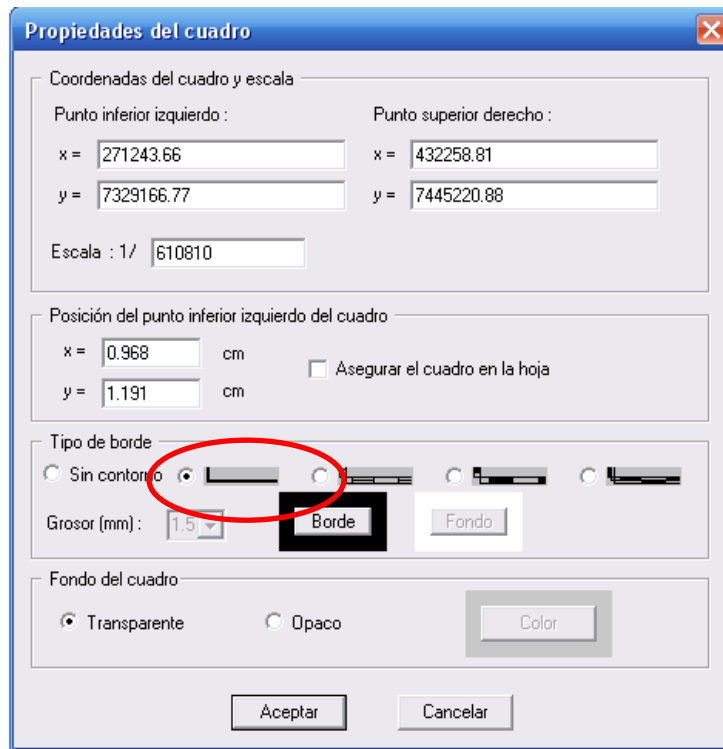 Propiedades del cuadro
Coordenadas del cuadro y escala
Punto inferior izquierdo :
Punto superior derecho :
x = 271243.66
x = 432258.81
y = 7329166.77
y = 7445220.88
Escala : 1/ 610810
Posición del punto inferior izquierdo del cuadro
x = 0.968 cm
Asegurar el cuadro en la hoja
y = 1.191 cm
Tipo de borde
Sin contorno
Grosor (mm) : 1.5
Borde
Fondo
Fondo del cuadro
Transparente
Opaco
Color
Aceptar
Cancelar